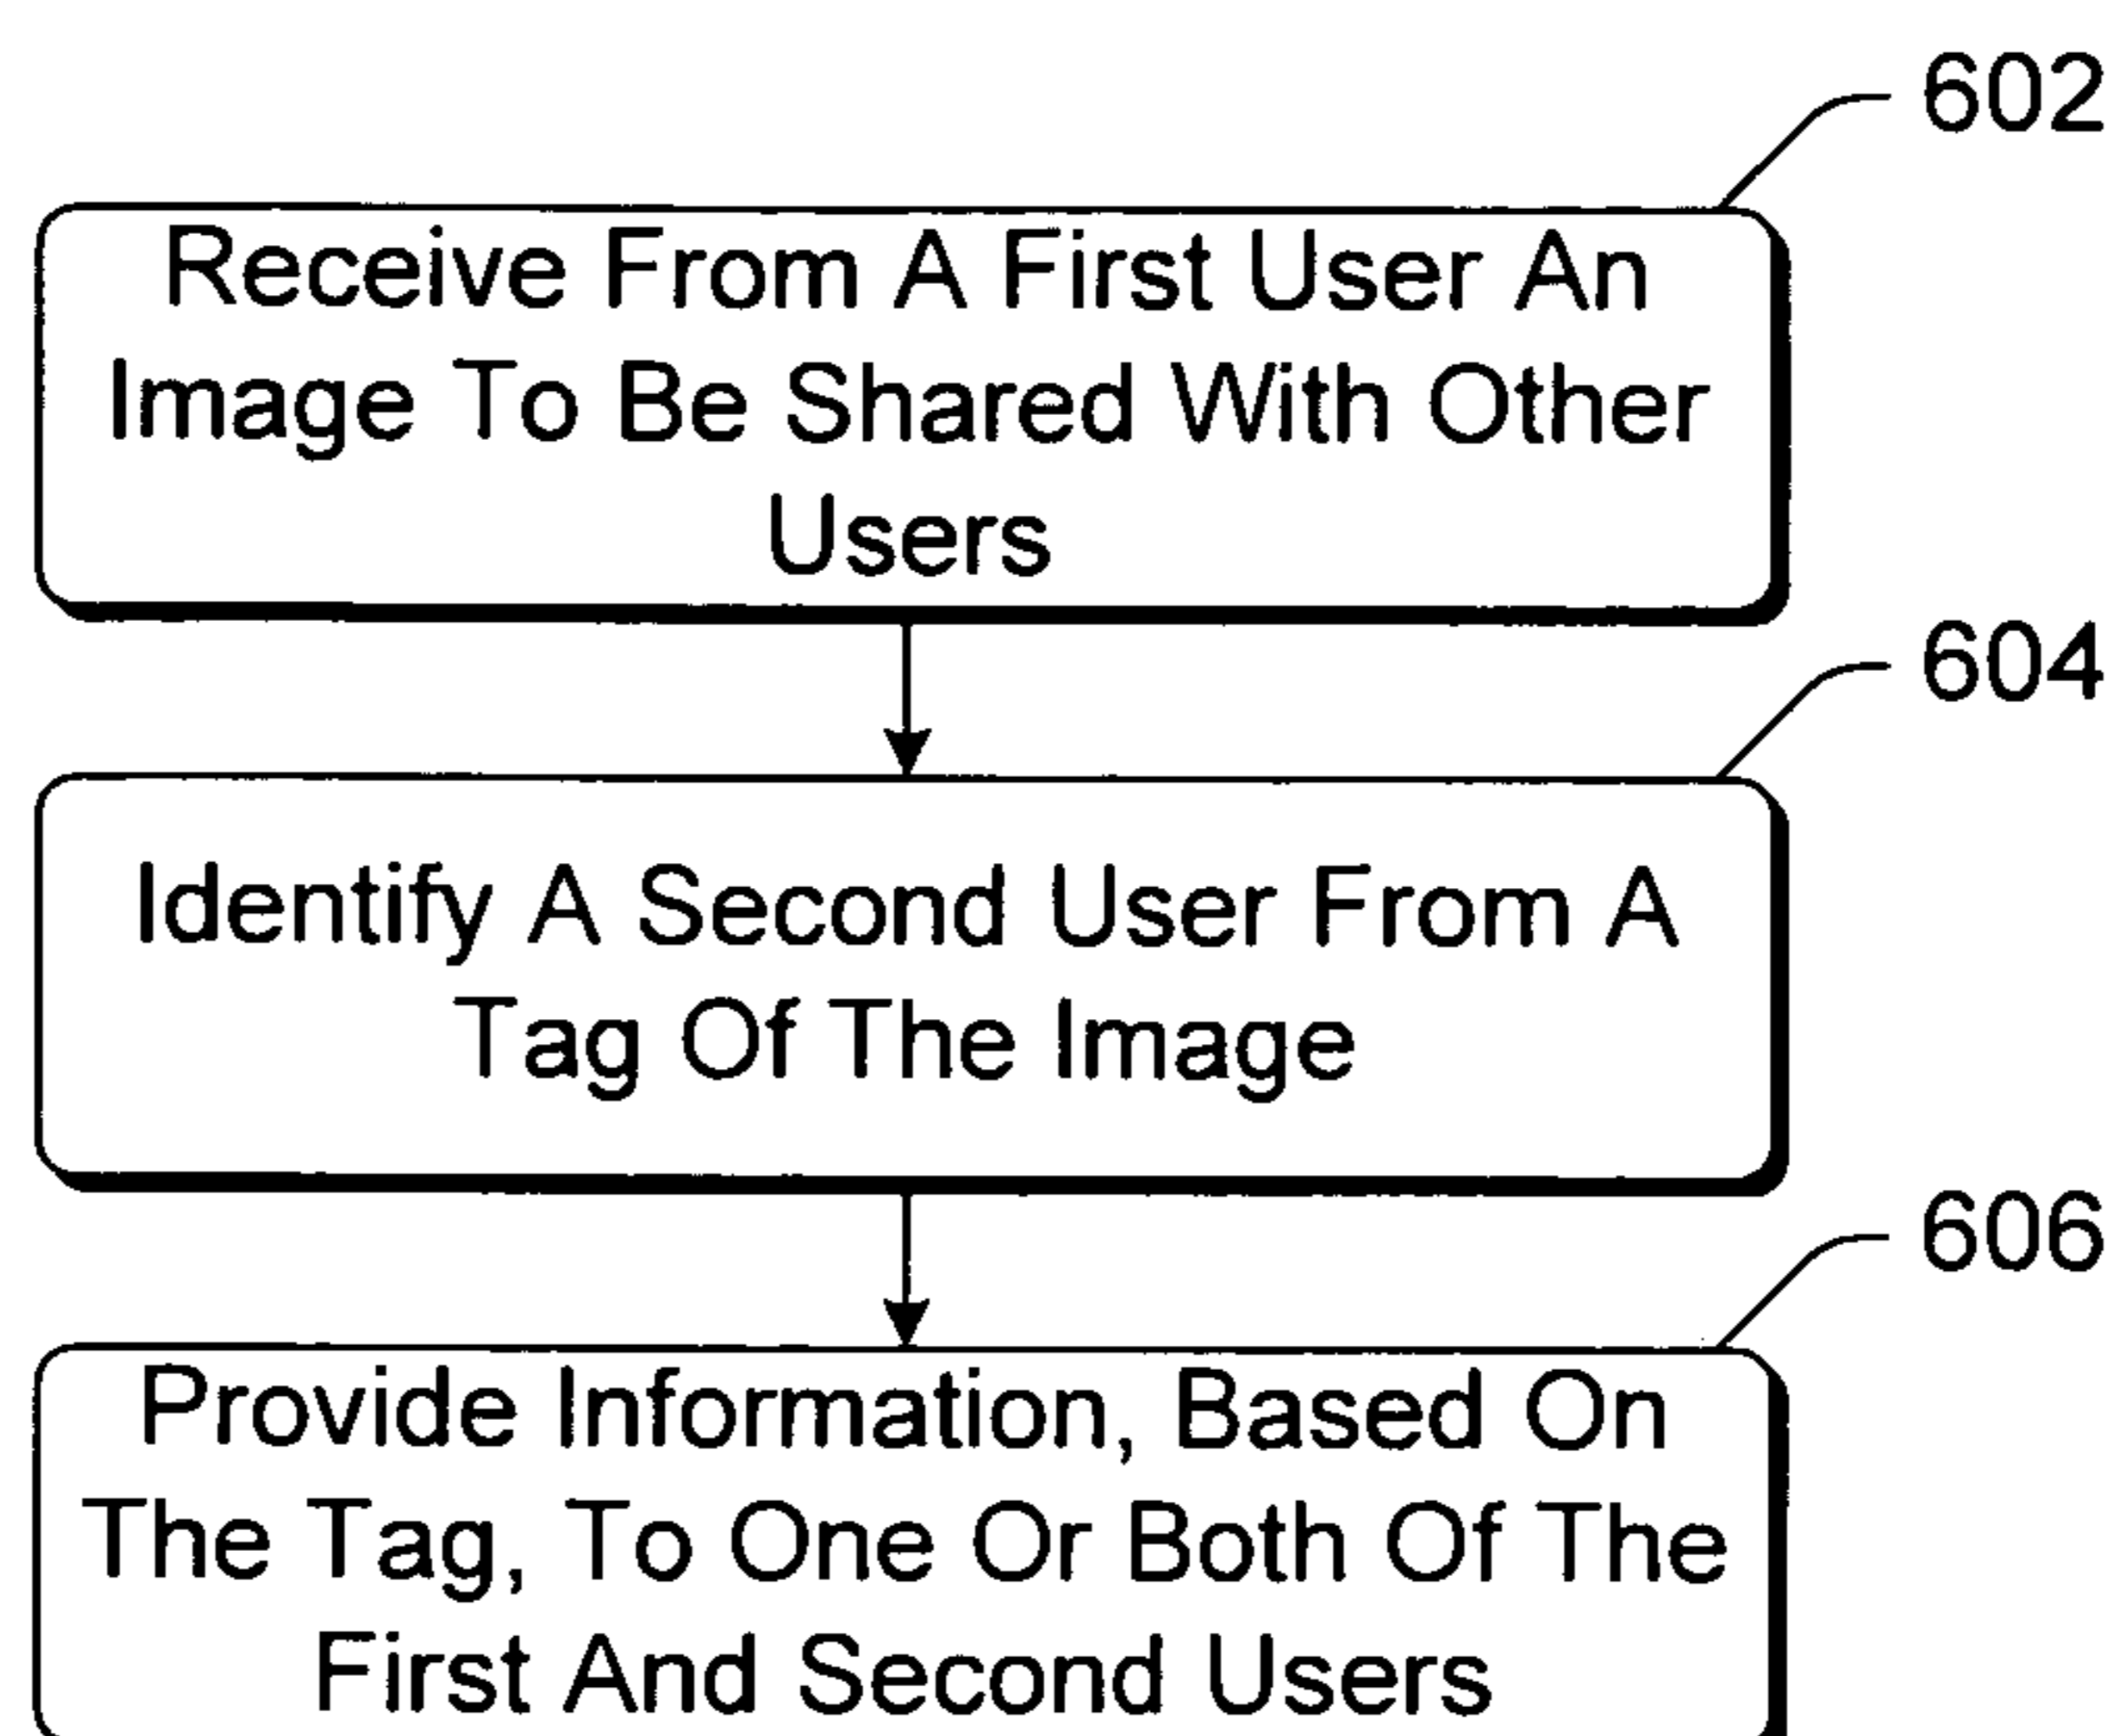 602
Receive From A First User An
Image To Be Shared With Other
Users
604
Identify A Second User From A
Tag Of The Image
606
Provide Information, Based On
The Tag, To One Or Both Of The
First And Second Users